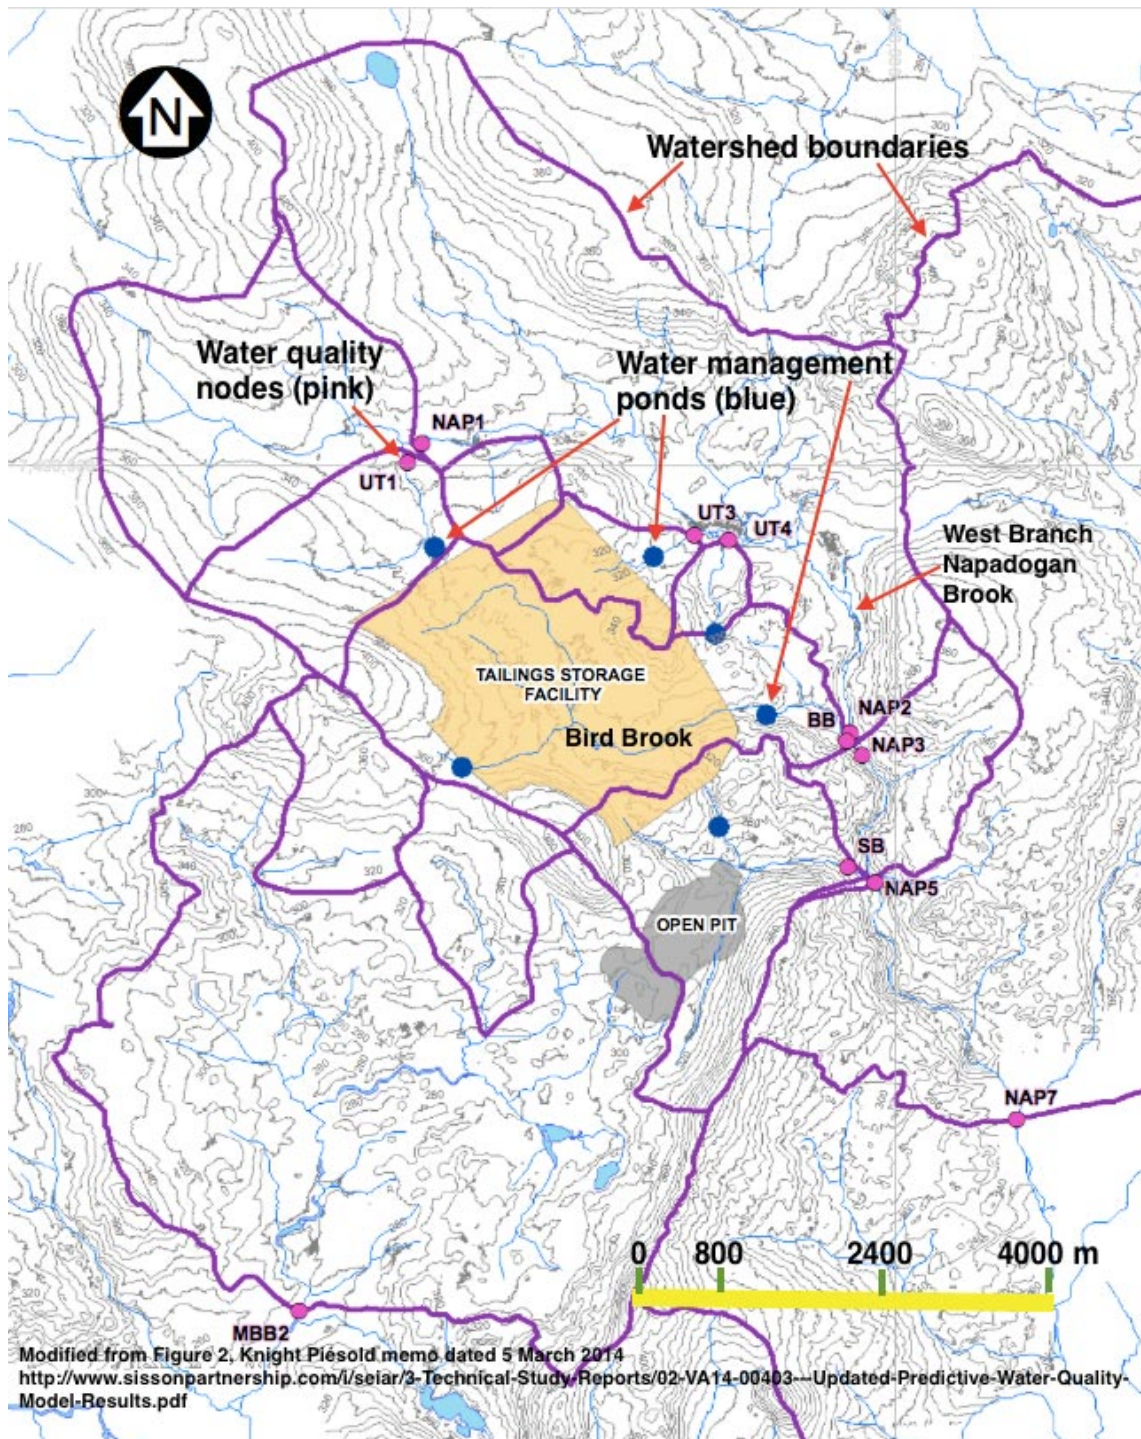 N
Watershed boundaries
Water quality
nodes (pink)
Water management
ponds (blue)
NAP1
UT1
UT3
UT4
West Branch
Napadogan
Brook
TAILINGS STORAGE
FACILITY
Bird Brook
BB
NAP2
NAP3
SB
NAP5
OPEN PIT
NAP7
0 800 2400 4000 m
MBB2
Modified from Figure 2, Knight Piésold memo dated 5 March 2014
http://www.sissonpartnership.com/i/seiar/3-Technical-Study-Reports/02-VA14-00403---Updated-Predictive-Water-Quality-
Model-Results.pdf